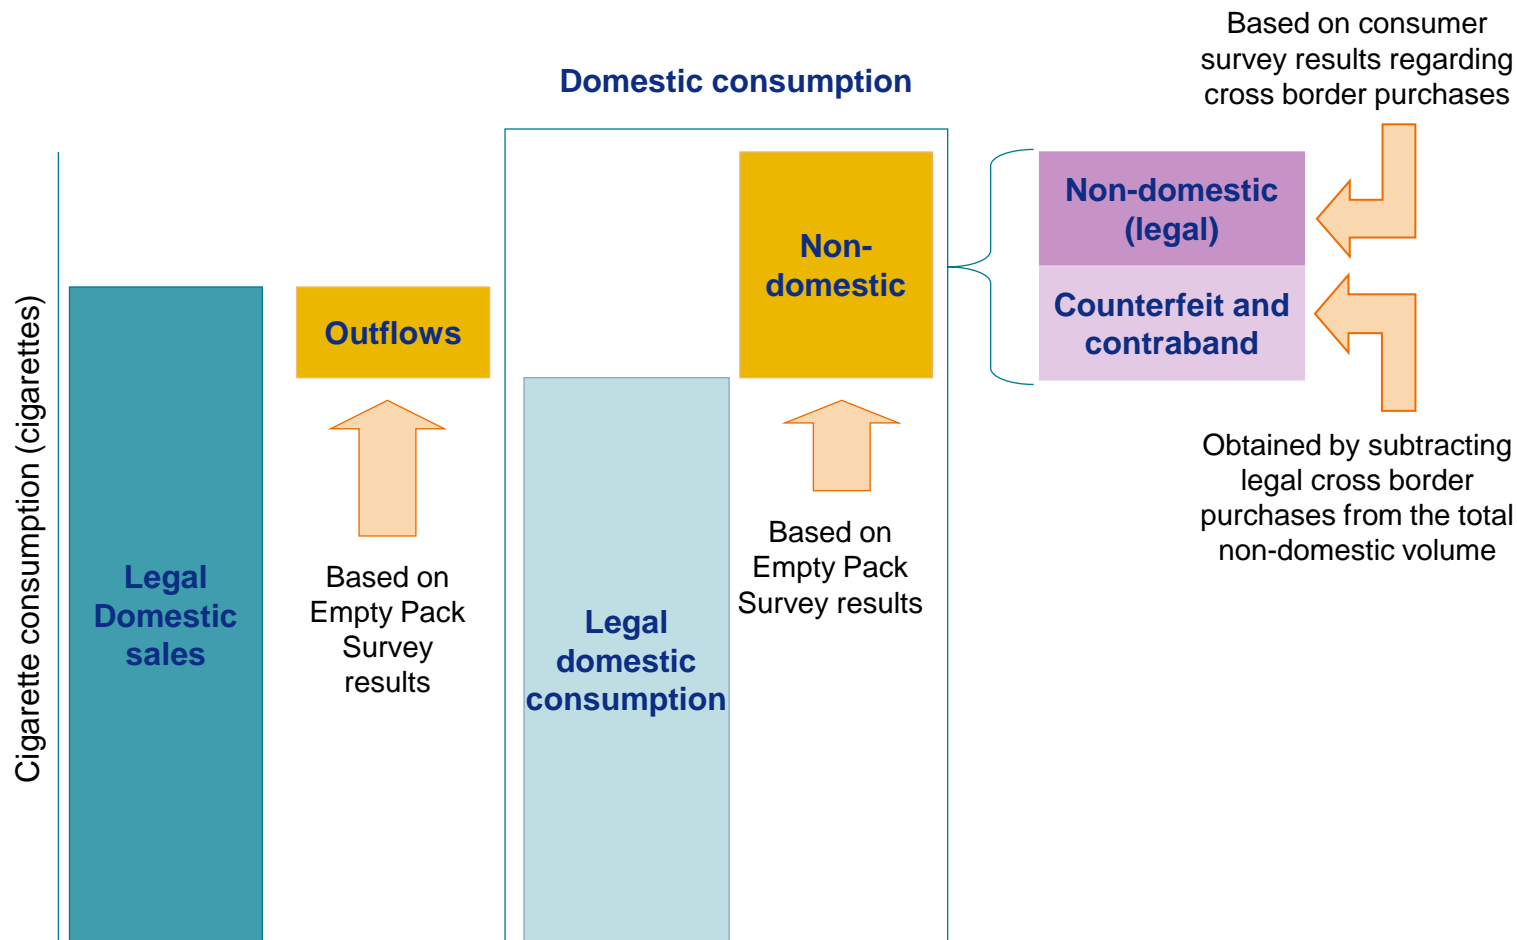 Based on consumer
survey results regarding
cross border purchases
Domestic consumption
Cigarette consumption (cigarettes)
Legal
Domestic
sales
Outflows
Based on
Empty Pack
Survey
results
Legal
domestic
consumption
Non-
domestic
Based on
Empty Pack
Survey results
Non-domestic
(legal)
Counterfeit and
contraband
Obtained by subtracting
legal cross border
purchases from the total
non-domestic volume